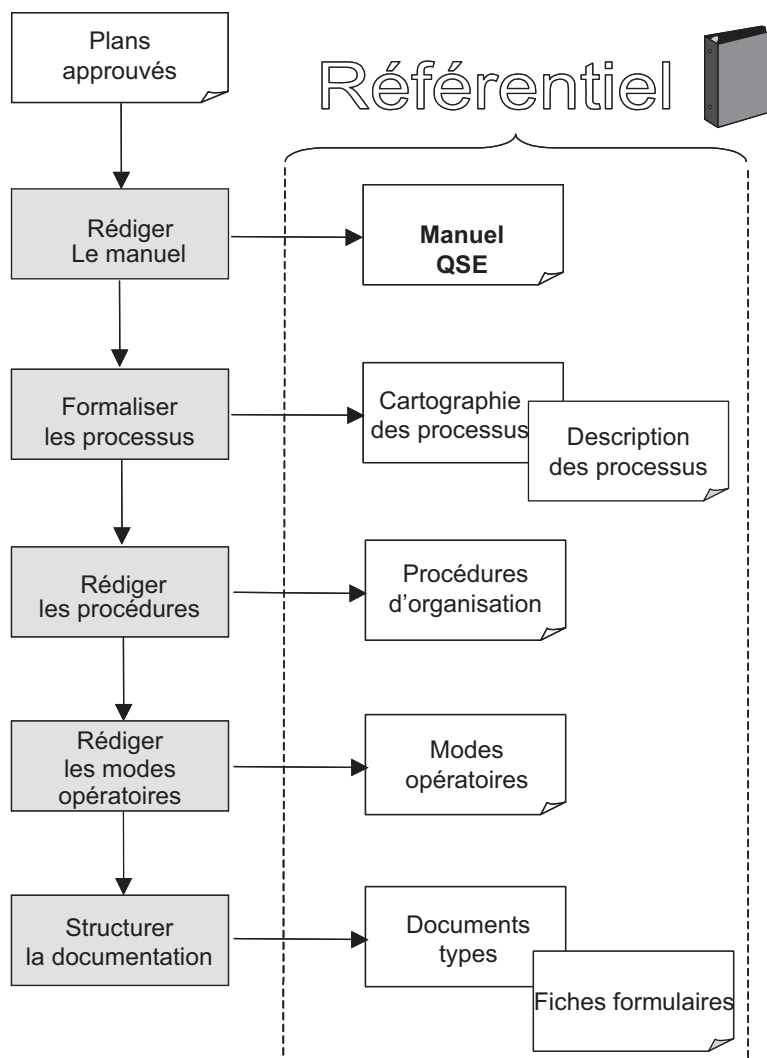 Plans
approuvés
Référentiel
Rédiger
Le manuel
Manuel
QSE
Formaliser
les processus
Cartographie
des processus
Description
des processus
Rédiger
les procédures
Procédures
d’organisation
Rédiger
les modes
opératoires
Modes
opératoires
Structurer
la documentation
Documents
types
Fiches formulaires